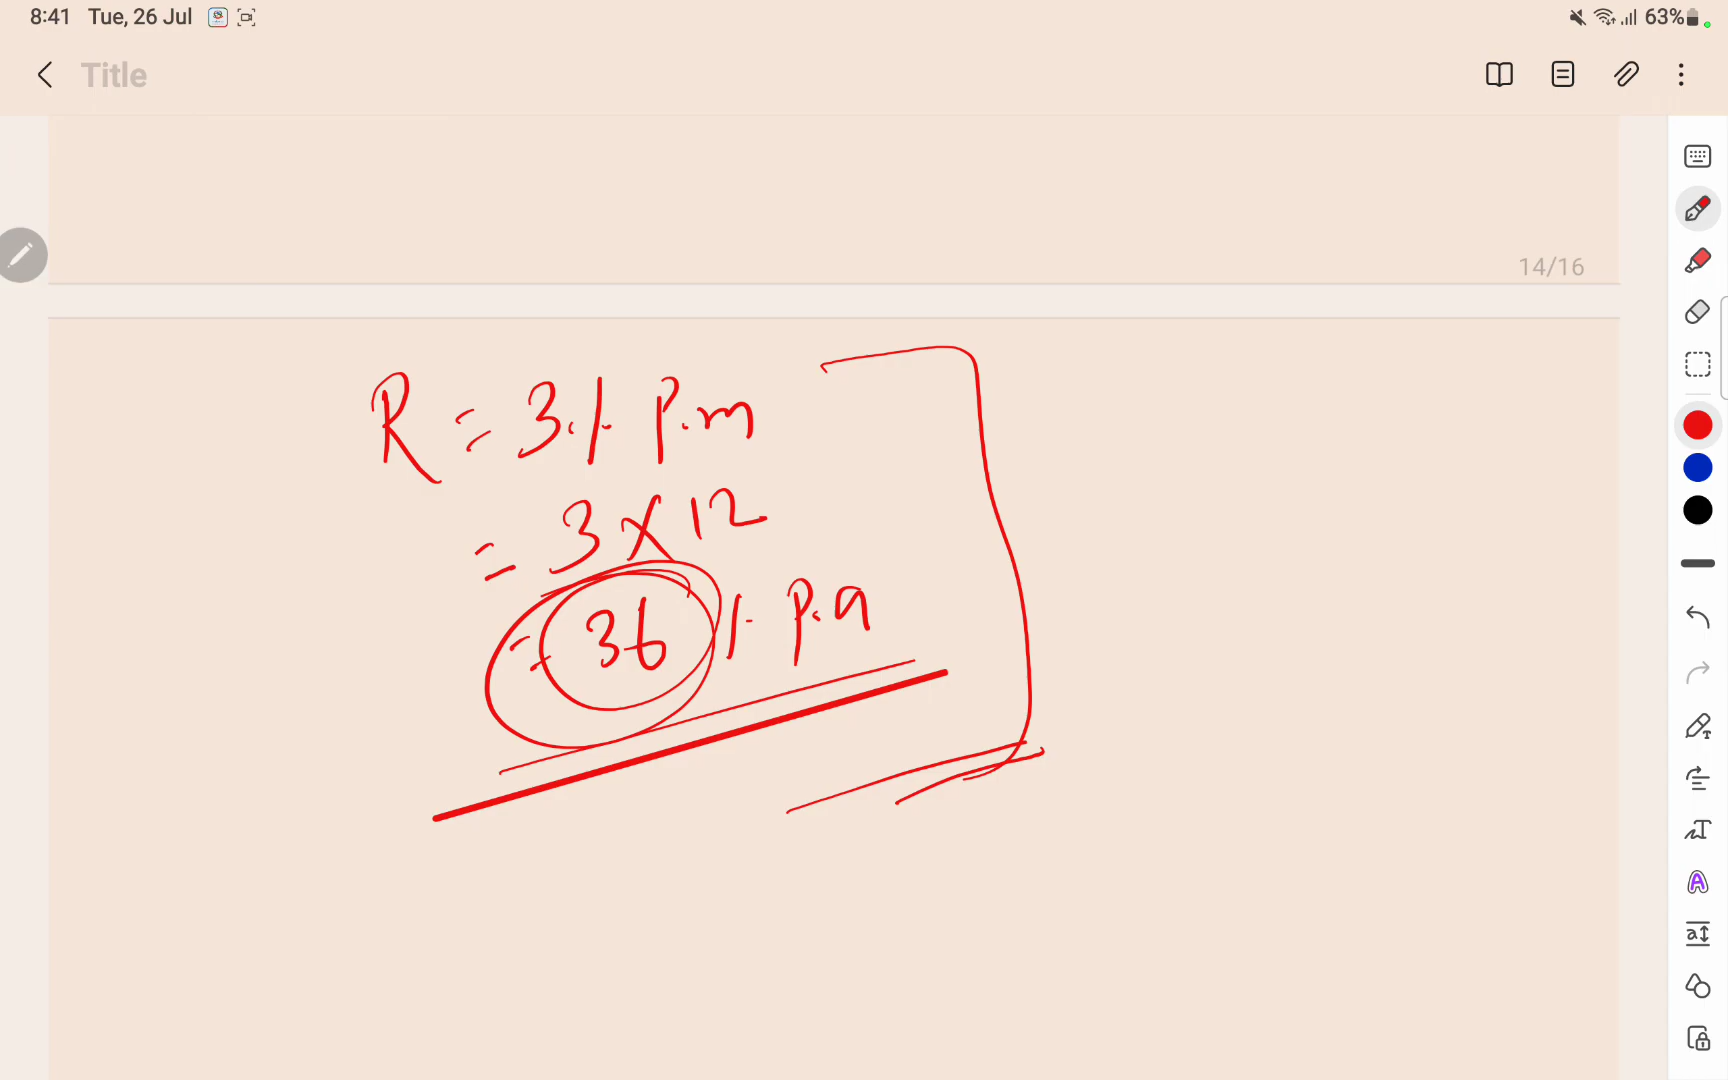 8:41 Tue, 26 Jul 63%
Title
14/16
R = 3% P.m
= 3 X 12
= 36 % P.a